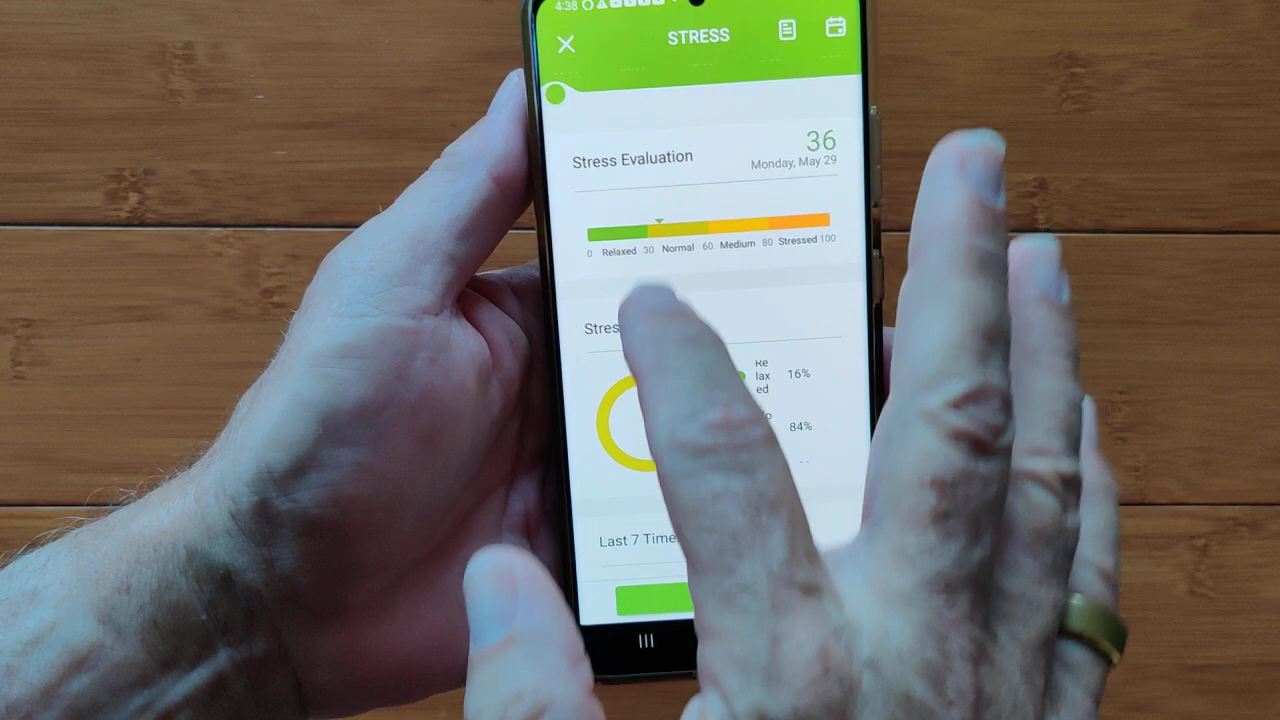 4:38
STRESS
36
Stress Evaluation
Monday, May 29
0 Relaxed 30 Normal 60 Medium 80 Stressed 100
Stres
Re
lax 16%
ed
84%
--
Last 7 Time